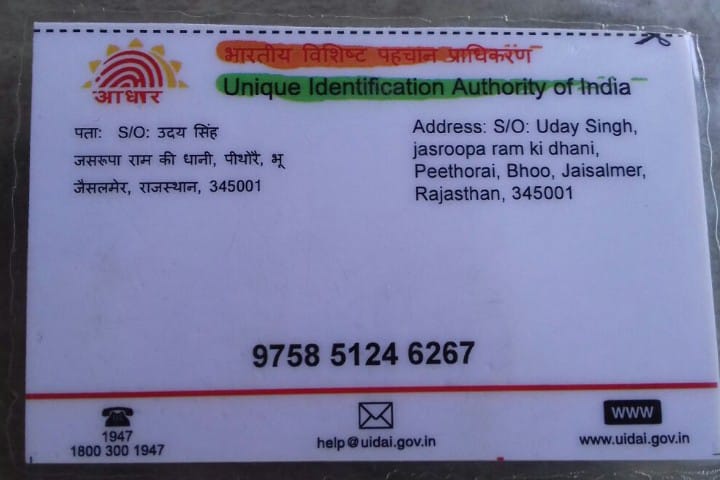 आधार
भारतीय विशिष्ट पहचान प्राधिकरण
Unique Identification Authority of India
पता: S/O: उदय सिंह
जसरुपा राम की धानी, पीथोरै, भू
जैसलमेर, राजस्थान, 345001
Address: S/O: Uday Singh,
jasroopa ram ki dhani,
Peethorai, Bhoo, Jaisalmer,
Rajasthan, 345001
9758 5124 6267
1947
1800 300 1947
help@uidai.gov.in
WWW
www.uidai.gov.in